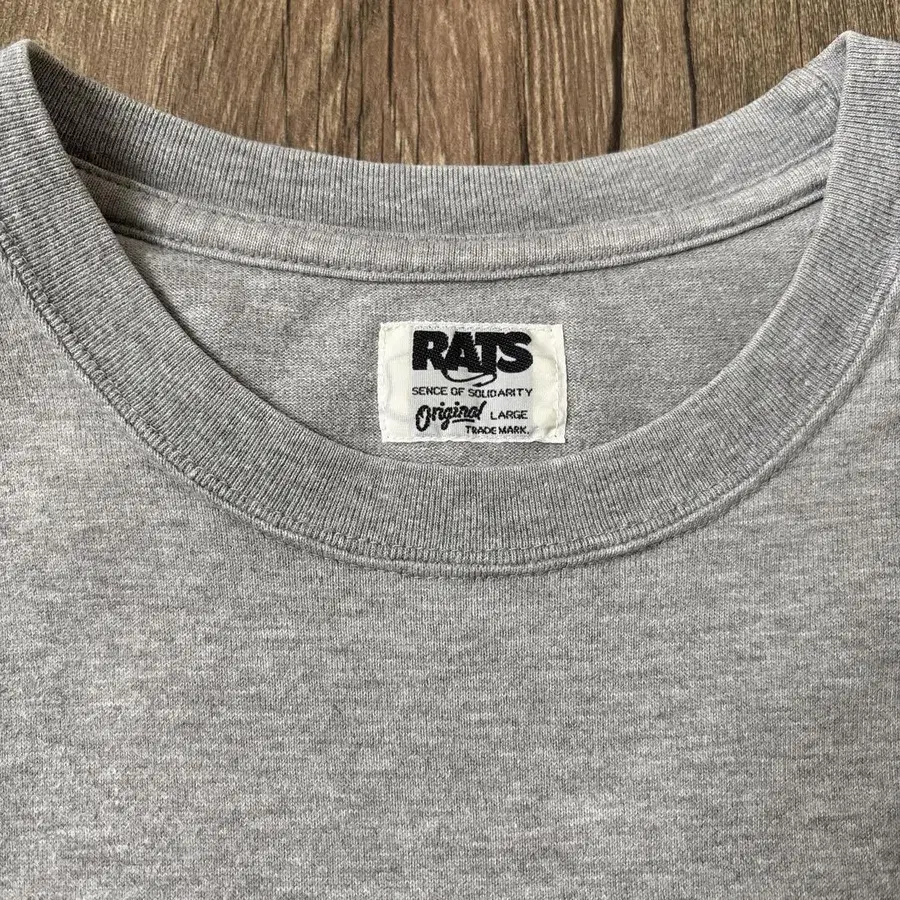 RATS
SENCE OF SOLIDARITY
Original LARGE
TRADE MARK.